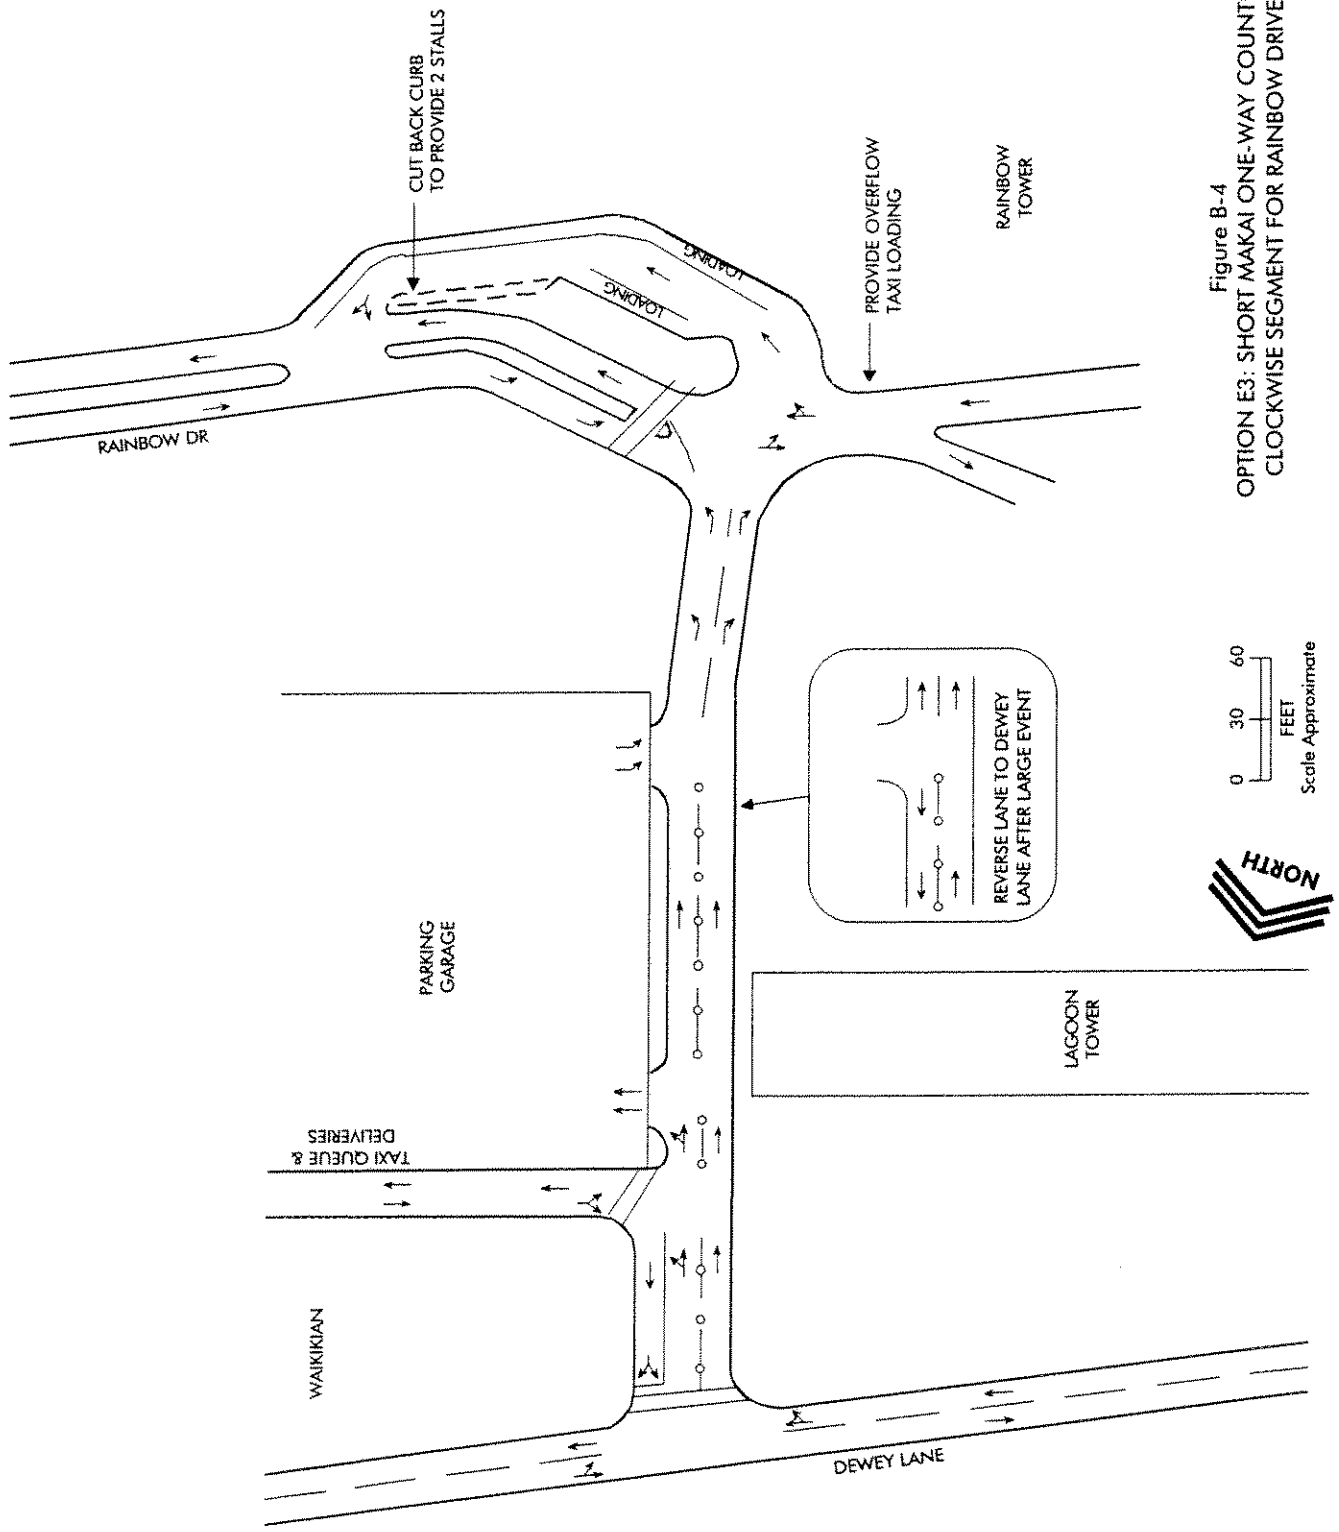 CUT BACK CURB
TO PROVIDE 2 STALLS
RAINBOW DR
LOADING
LOADING
PROVIDE OVERFLOW
TAXI LOADING
RAINBOW
TOWER
PARKING
GARAGE
TAXI QUEUE &
DELIVERIES
WAIKIKIAN
REVERSE LANE TO DEWEY
LANE AFTER LARGE EVENT
LAGOON
TOWER
DEWEY LANE
NORTH
0 30 60
FEET
Scale Approximate
Figure B-4
OPTION E3: SHORT MAKAI ONE-WAY COUNT
CLOCKWISE SEGMENT FOR RAINBOW DRIVE